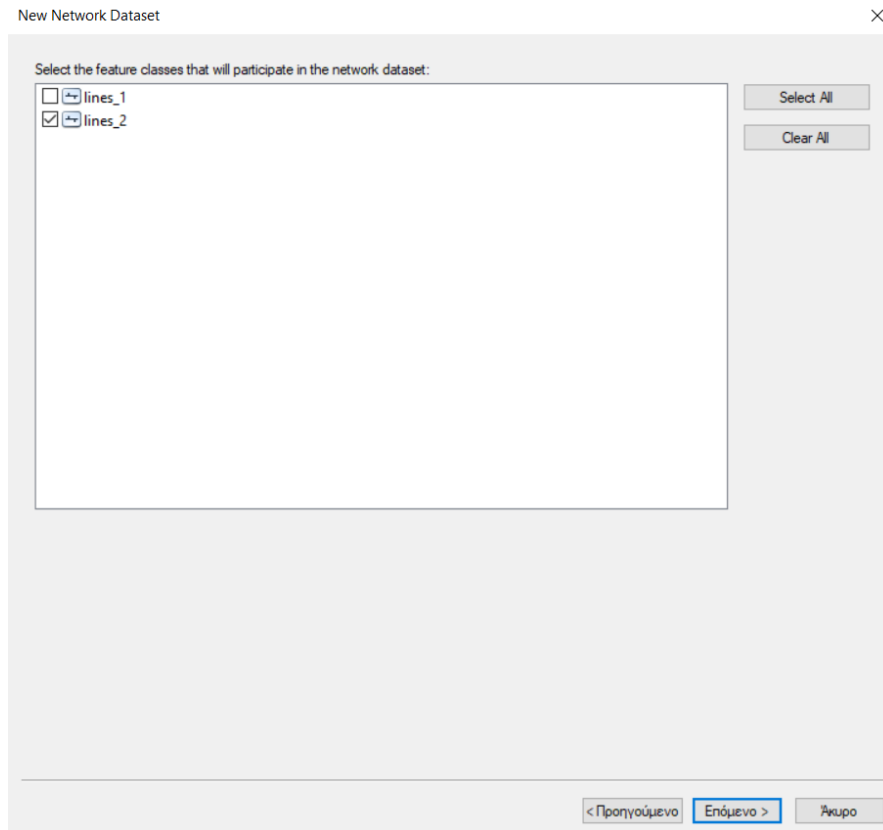 New Network Dataset
Select the feature classes that will participate in the network dataset:
lines_1
lines_2
Select All
Clear All
< Προηγούμενο
Επόμενο >
Άκυρο